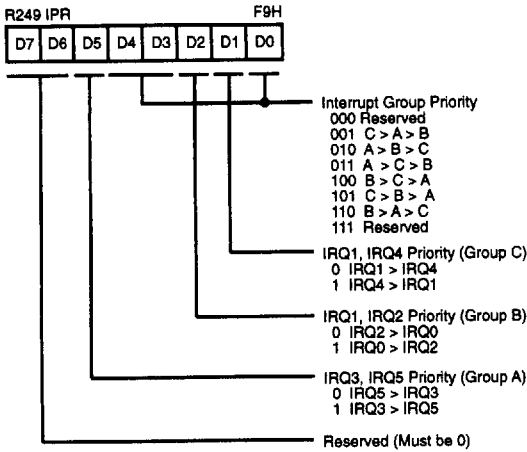 R249 IPR F9H
D7 D6 D5 D4 D3 D2 D1 D0
Interrupt Group Priority
000 Reserved
001 C > A > B
010 A > B > C
011 A > C > B
100 B > C > A
101 C > B > A
110 B > A > C
111 Reserved
IRQ1, IRQ4 Priority (Group C)
0 IRQ1 > IRQ4
1 IRQ4 > IRQ1
IRQ1, IRQ2 Priority (Group B)
0 IRQ2 > IRQ0
1 IRQ0 > IRQ2
IRQ3, IRQ5 Priority (Group A)
0 IRQ5 > IRQ3
1 IRQ3 > IRQ5
Reserved (Must be 0)